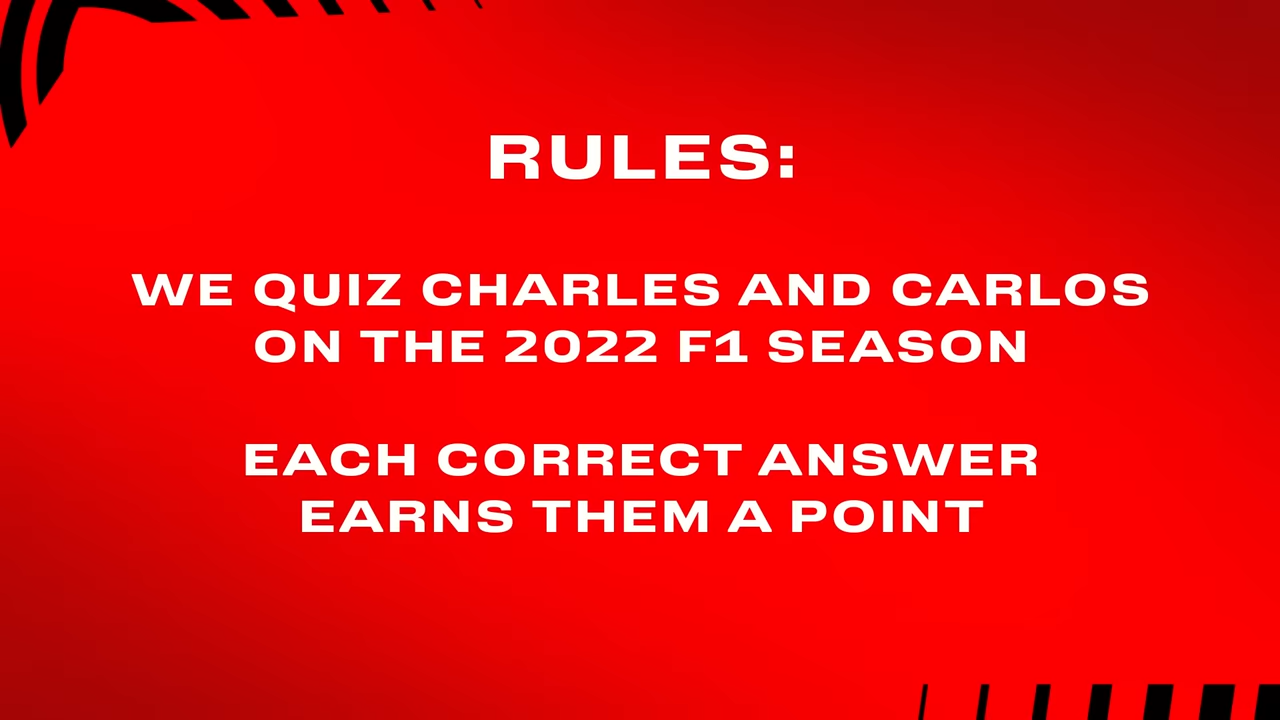 RULES:
WE QUIZ CHARLES AND CARLOS
ON THE 2022 F1 SEASON
EACH CORRECT ANSWER
EARNS THEM A POINT